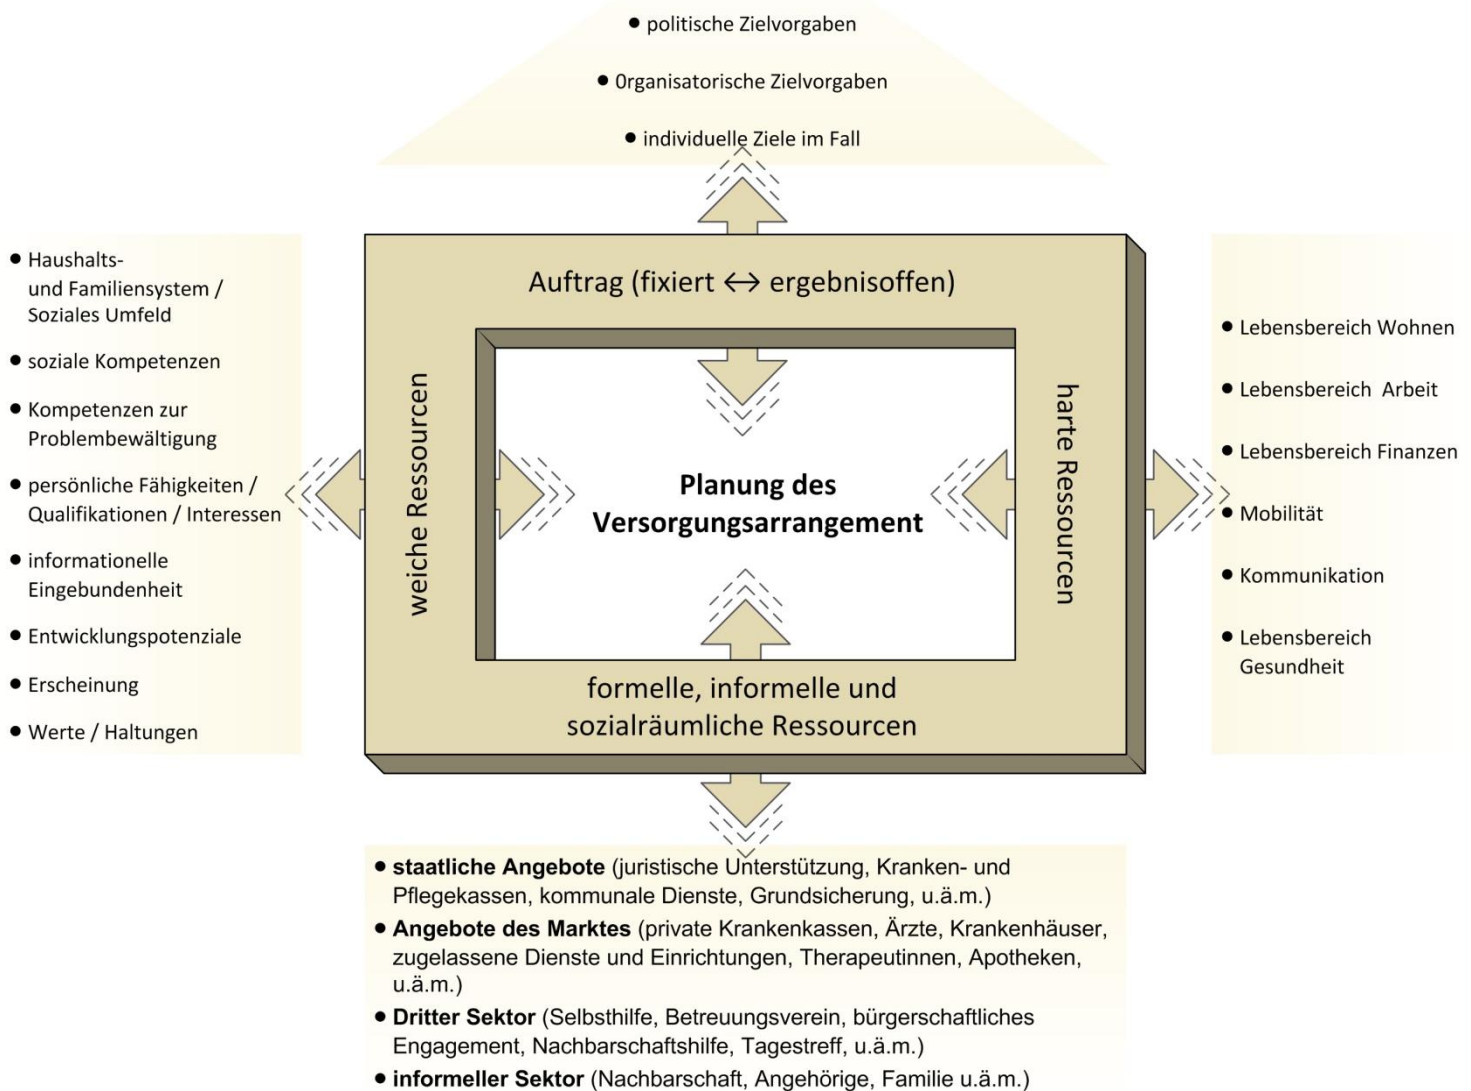 • politische Zielvorgaben
• 0rganisatorische Zielvorgaben
• individuelle Ziele im Fall
• Haushalts-
und Familiensystem /
Soziales Umfeld
• soziale Kompetenzen
• Kompetenzen zur
Problembewältigung
• persönliche Fähigkeiten /
Qualifikationen / Interessen
• informationelle
Eingebundenheit
• Entwicklungspotenziale
• Erscheinung
• Werte / Haltungen
Auftrag (fixiert ↔ ergebnisoffen)
weiche Ressourcen
Planung des
Versorgungsarrangement
harte Ressourcen
formelle, informelle und
sozialräumliche Ressourcen
• Lebensbereich Wohnen
• Lebensbereich Arbeit
• Lebensbereich Finanzen
• Mobilität
• Kommunikation
• Lebensbereich
Gesundheit
• staatliche Angebote (juristische Unterstützung, Kranken- und
Pflegekassen, kommunale Dienste, Grundsicherung, u.ä.m.)
• Angebote des Marktes (private Krankenkassen, Ärzte, Krankenhäuser,
zugelassene Dienste und Einrichtungen, Therapeutinnen, Apotheken,
u.ä.m.)
• Dritter Sektor (Selbsthilfe, Betreuungsverein, bürgerschaftliches
Engagement, Nachbarschaftshilfe, Tagestreff, u.ä.m.)
• informeller Sektor (Nachbarschaft, Angehörige, Familie u.ä.m.)